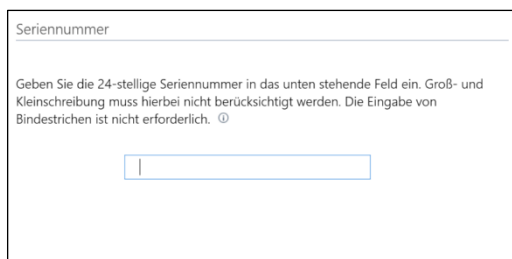 Seriennummer
Geben Sie die 24-stellige Seriennummer in das unten stehende Feld ein. Groß- und
Kleinschreibung muss hierbei nicht berücksichtigt werden. Die Eingabe von
Bindestrichen ist nicht erforderlich.